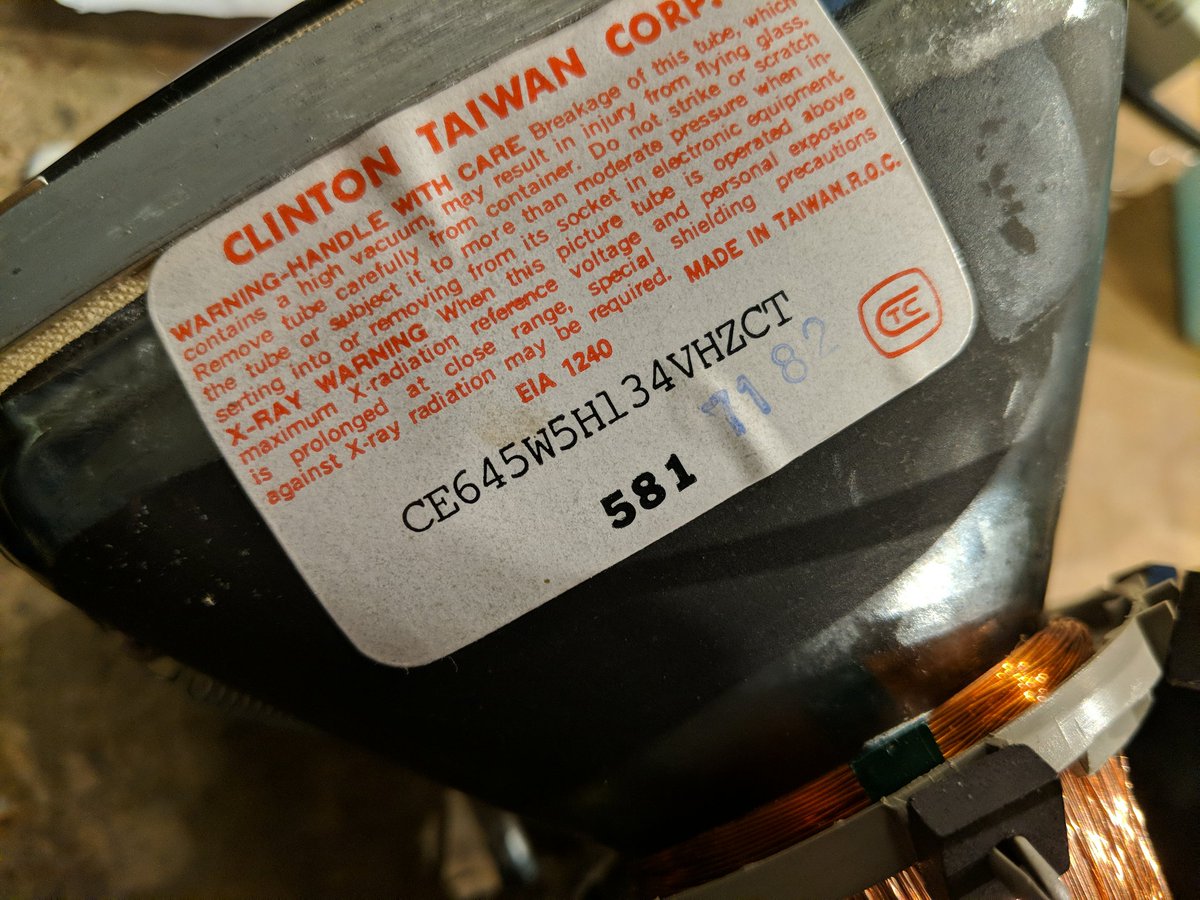 CLINTON TAIWAN CORP.
WARNING-HANDLE WITH CARE Breakage of this tube, which
contains a high vacuum, may result in injury from flying glass.
Remove tube carefully from container. Do not strike or scratch
the tube or subject it to more than moderate pressure when in-
serting into or removing from its socket in electronic equipment.
X-RAY WARNING When this picture tube is operated above
maximum X-radiation reference voltage and personal exposure
is prolonged at close range, special shielding precautions
against X-ray radiation may be required. MADE IN TAIWAN.R.O.C.
EIA 1240
CTC
CE645W5H134VHZCT
7182
581